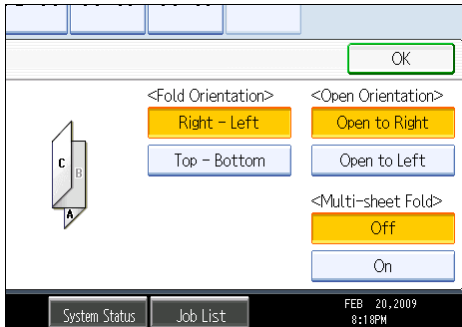 OK
<Fold Orientation>
<Open Orientation>
Right - Left
Open to Right
Top - Bottom
Open to Left
C
B
A
<Multi-sheet Fold>
Off
On
System Status
Job List
FEB 20,2009
8:18PM